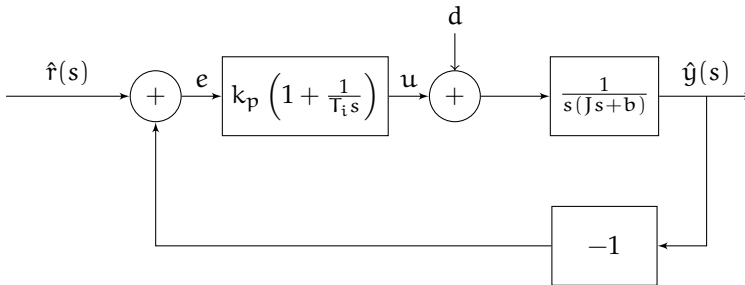 d
r̂(s)
+
e
k_p (1 + 1/(T_i s))
u
+
1/(s(Js+b))
ŷ(s)
−1